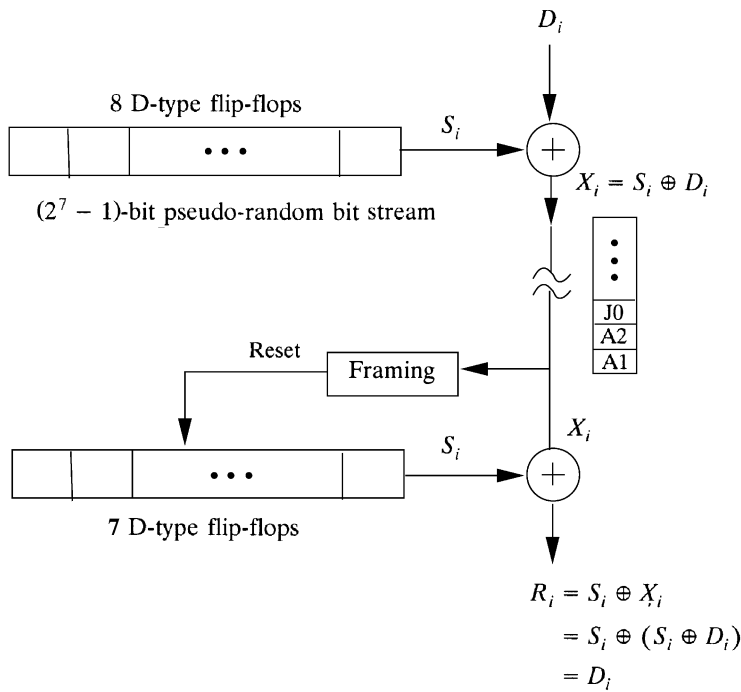 D_i
8 D-type flip-flops
• • •
S_i
+
X_i = S_i ⊕ D_i
(2^7 − 1)-bit pseudo-random bit stream
J0
A2
A1
Reset
Framing
X_i
S_i
+
• • •
7 D-type flip-flops
R_i = S_i ⊕ X_i
= S_i ⊕ (S_i ⊕ D_i)
= D_i